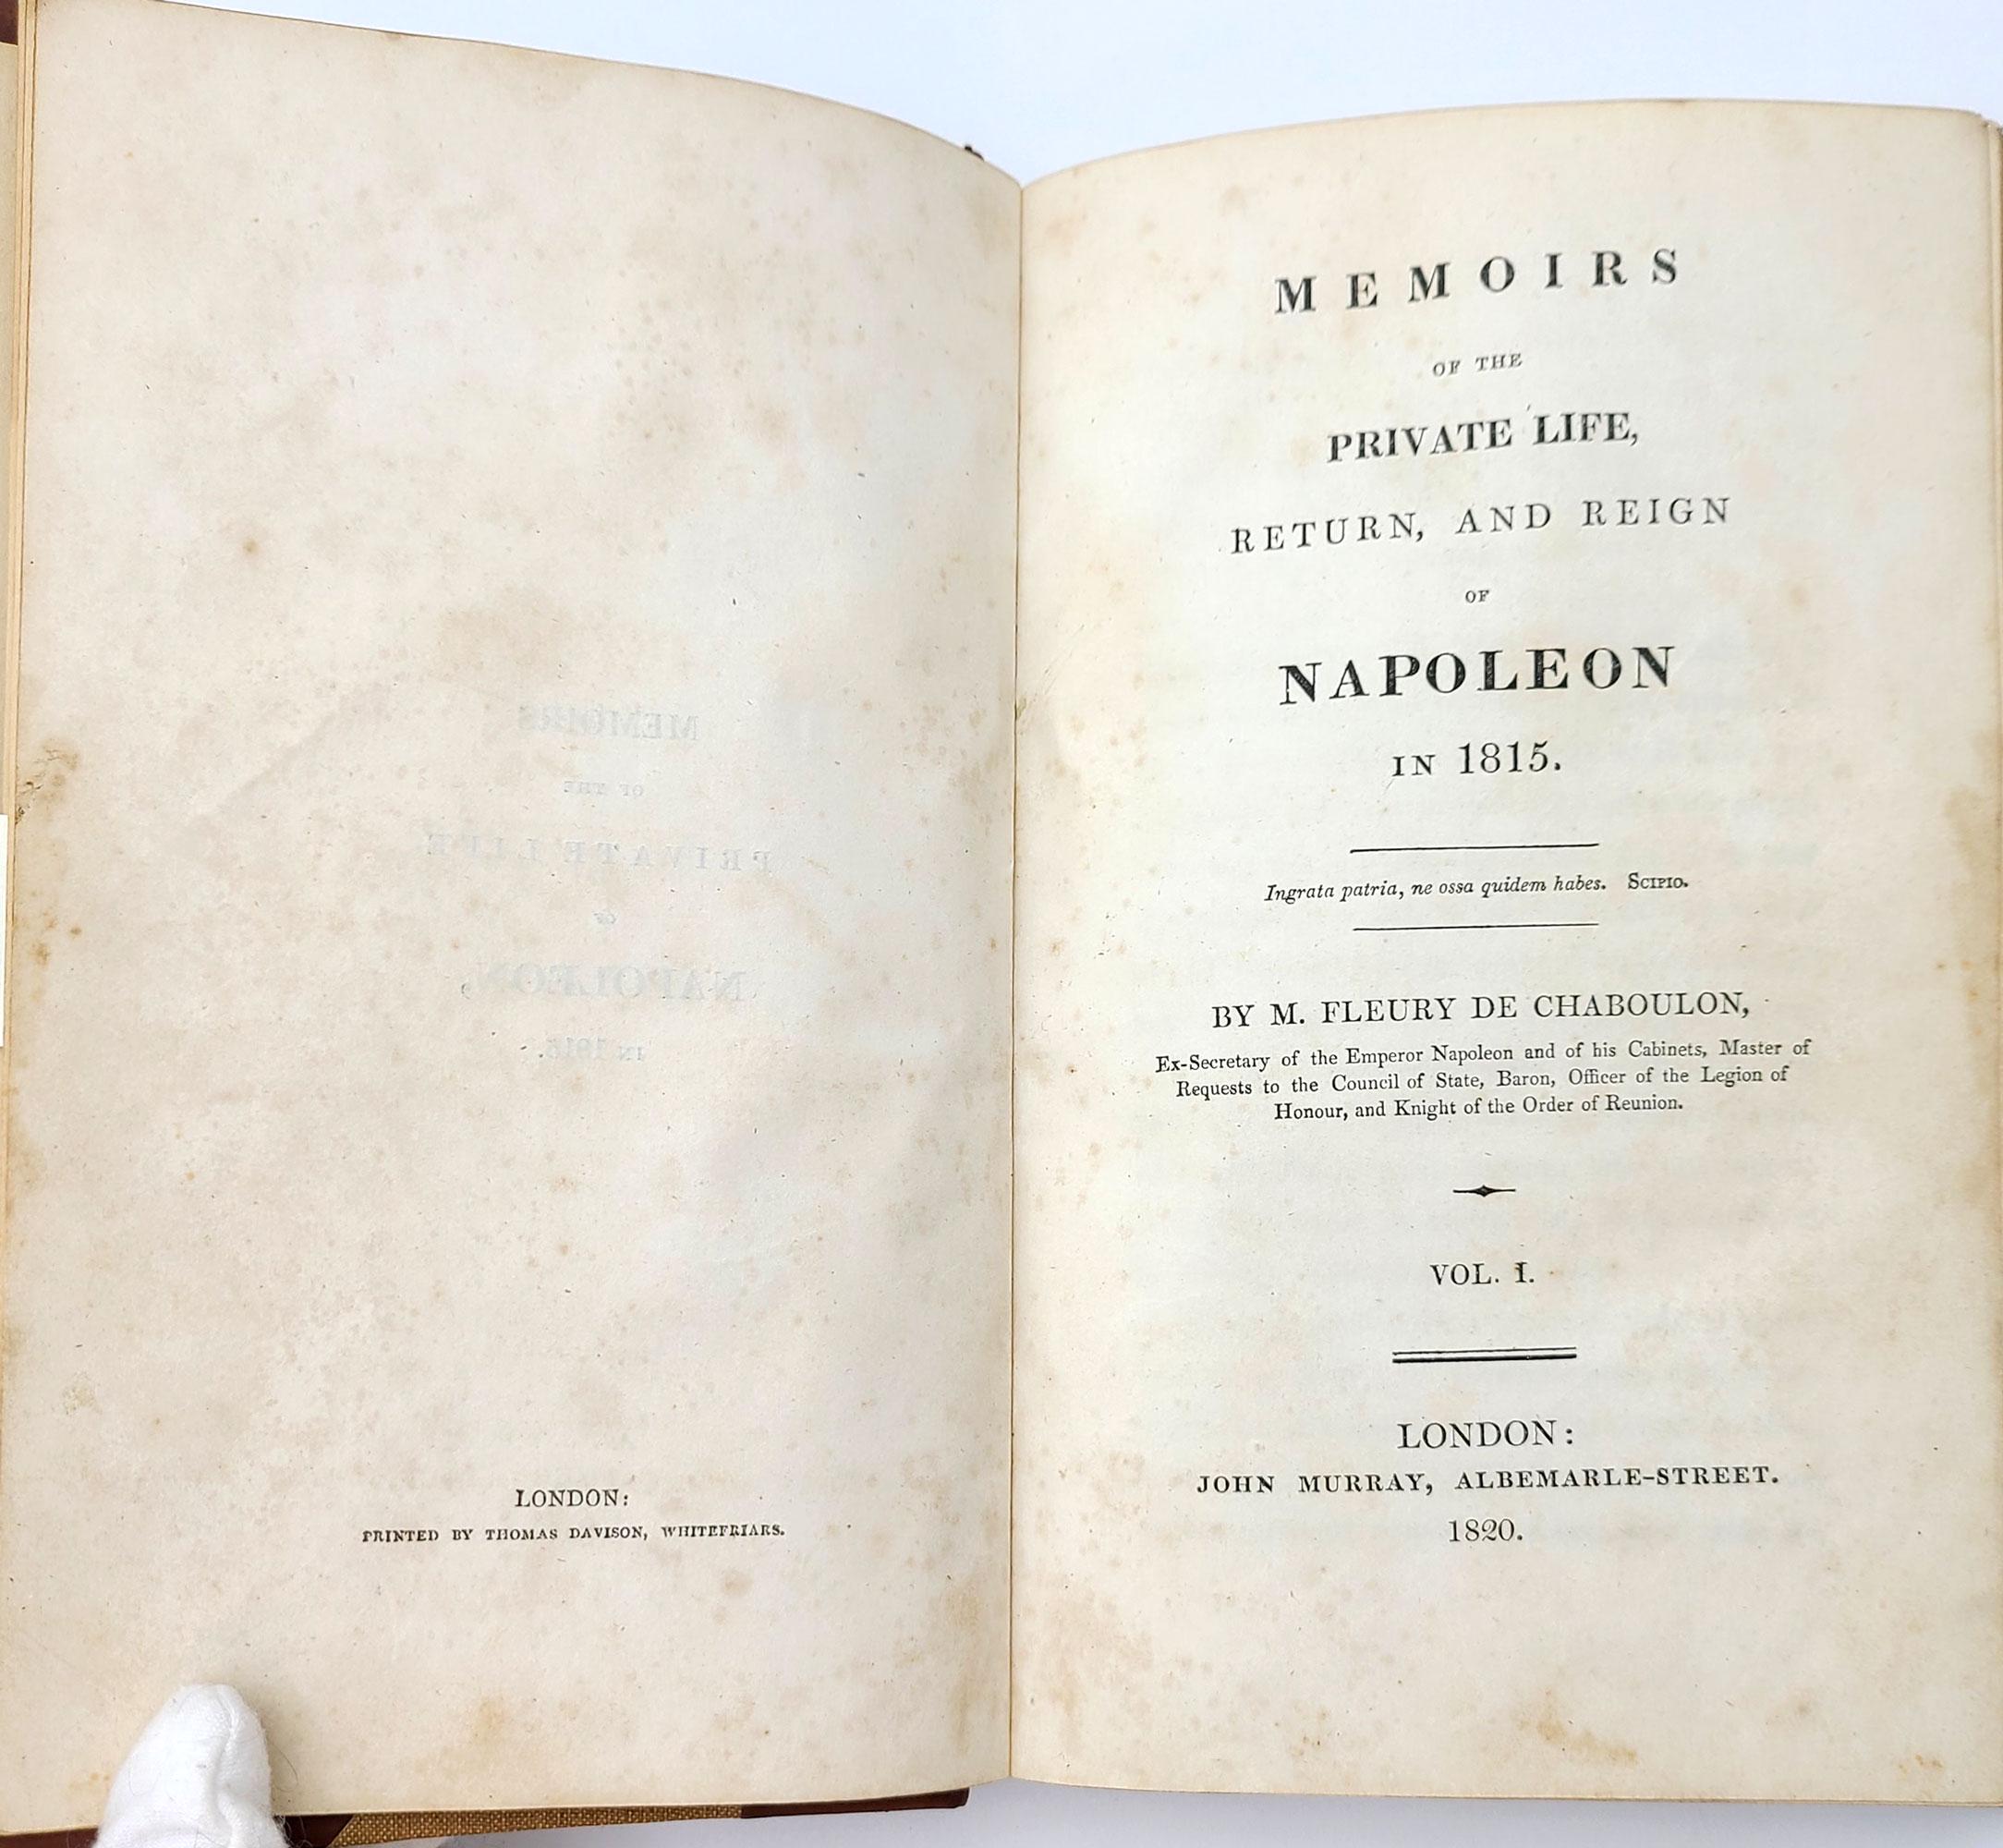 LONDON:
PRINTED BY THOMAS DAVISON, WHITEFRIARS.
MEMOIRS
OF THE
PRIVATE LIFE,
RETURN, AND REIGN
OF
NAPOLEON
IN 1815.
Ingrata patria, ne ossa quidem habes. SCIPIO.
BY M. FLEURY DE CHABOULON,
Ex-Secretary of the Emperor Napoleon and of his Cabinets, Master of
Requests to the Council of State, Baron, Officer of the Legion of
Honour, and Knight of the Order of Reunion.
VOL. I.
LONDON:
JOHN MURRAY, ALBEMARLE-STREET.
1820.